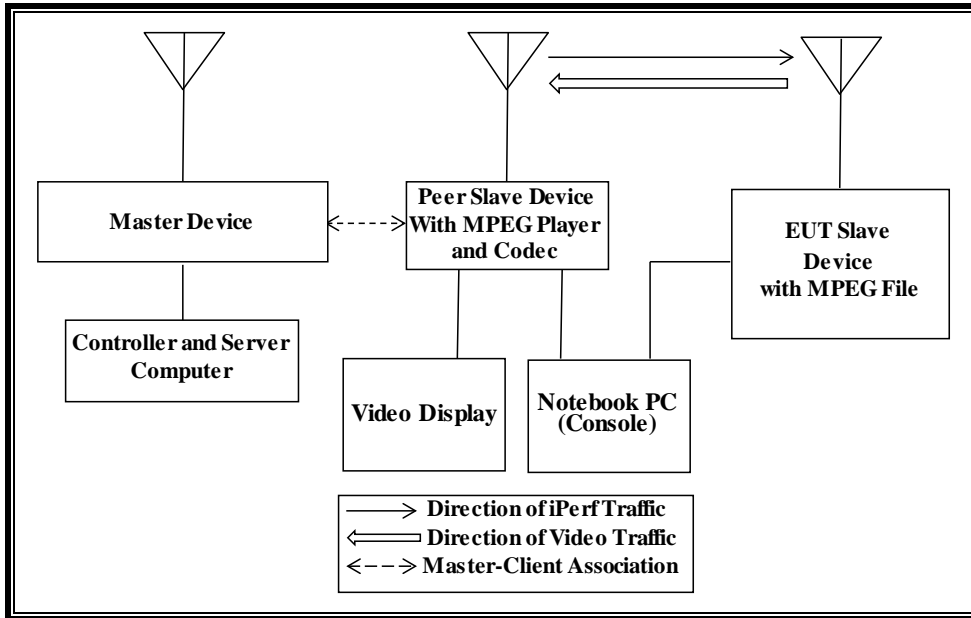 Master Device
Peer Slave Device
With MPEG Player
and Codec
EUT Slave
Device
with MPEG File
Controller and Server
Computer
Video Display
Notebook PC
(Console)
Direction of iPerf Traffic
Direction of Video Traffic
Master-Client Association